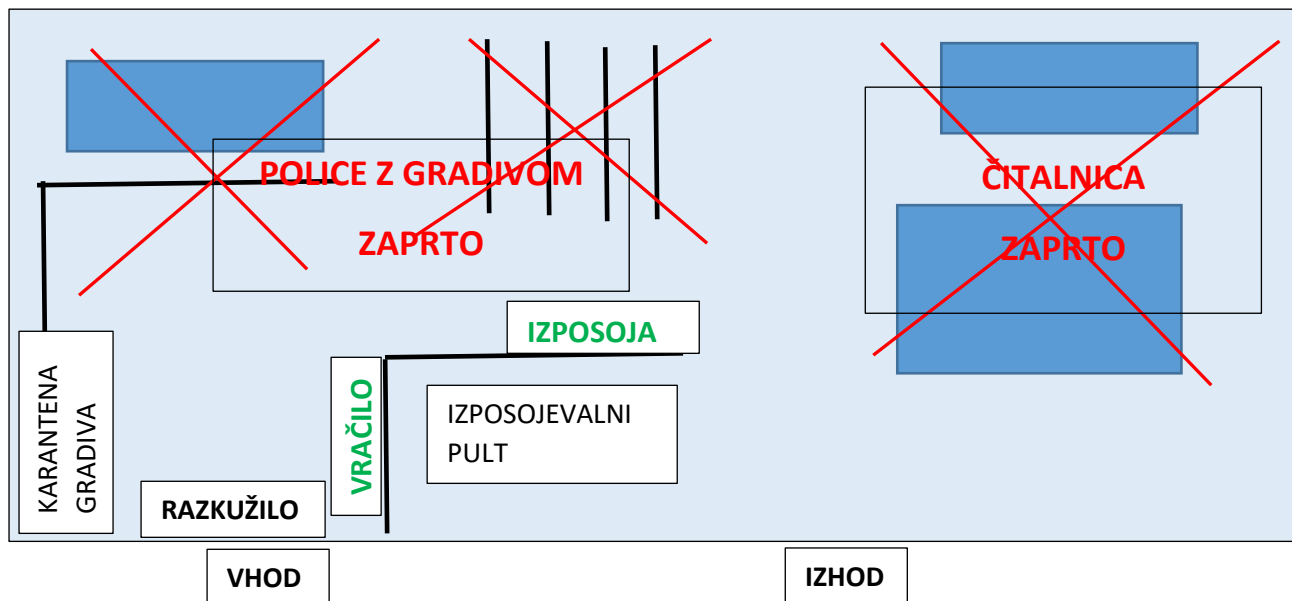 POLICE Z GRADIVOM
ZAPRTO
ČITALNICA
ZAPRTO
IZPOSOJA
VRAČILO
IZPOSOJEVALNI
PULT
KARANTENA
GRADIVA
RAZKUŽILO
VHOD
IZHOD